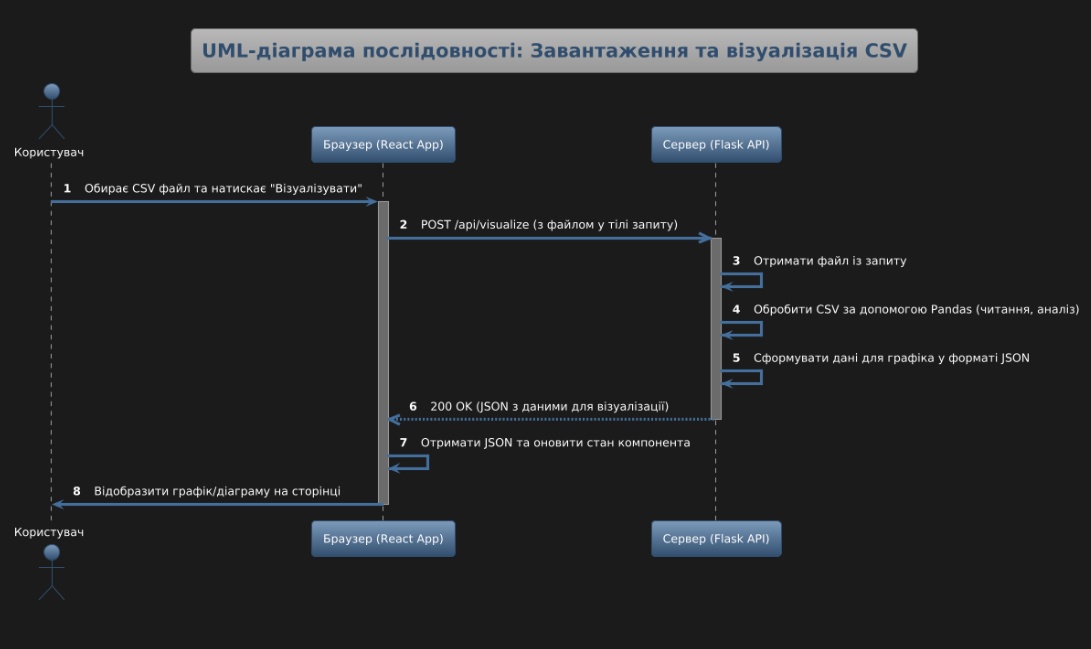 UML-діаграма послідовності: Завантаження та візуалізація CSV
Користувач
Браузер (React App)
Сервер (Flask API)
1 Обирає CSV файл та натискає "Візуалізувати"
2 POST /api/visualize (з файлом у тілі запиту)
3 Отримати файл із запиту
4 Обробити CSV за допомогою Pandas (читання, аналіз)
5 Сформувати дані для графіка у форматі JSON
6 200 OK (JSON з даними для візуалізації)
7 Отримати JSON та оновити стан компонента
8 Відобразити графік/діаграму на сторінці
Користувач
Браузер (React App)
Сервер (Flask API)